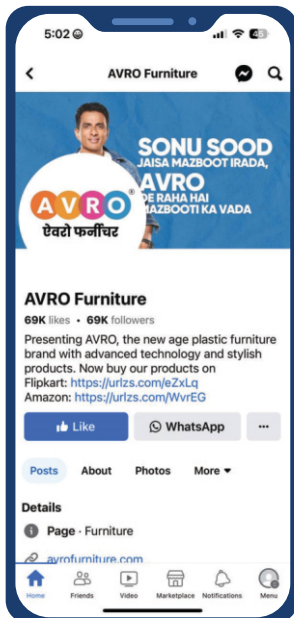 5:02
45
AVRO Furniture
SONU SOOD
JAISA MAZBOOT IRADA,
AVRO
DE RAHA HAI
MAZBOOTI KA VADA
AVRO®
ऐवरो फर्नीचर
AVRO Furniture
69K likes • 69K followers
Presenting AVRO, the new age plastic furniture
brand with advanced technology and stylish
products. Now buy our products on
Flipkart: https://urlzs.com/eZxLq
Amazon: https://urlzs.com/WvrEG
Like
WhatsApp
Posts About Photos More
Details
Page · Furniture
avrofurniture.com
Home Friends Video Marketplace Notifications Menu